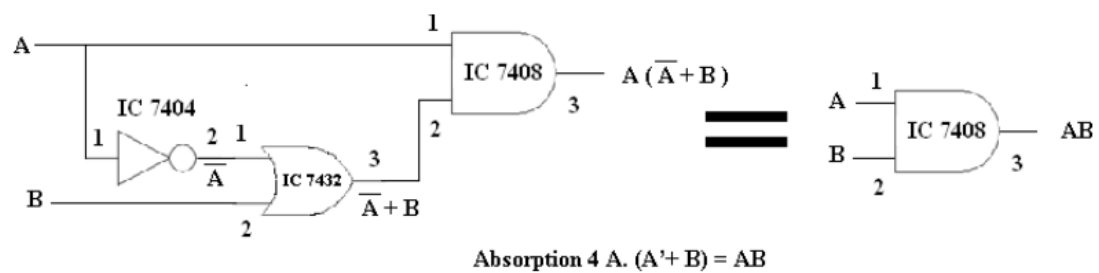 A
1
IC 7408
A ( A̅ + B )
3
2
IC 7404
1
2
A̅
1
IC 7432
3
A̅ + B
B
2
1
A
IC 7408
AB
B
3
2
Absorption 4 A. (A’+ B) = AB